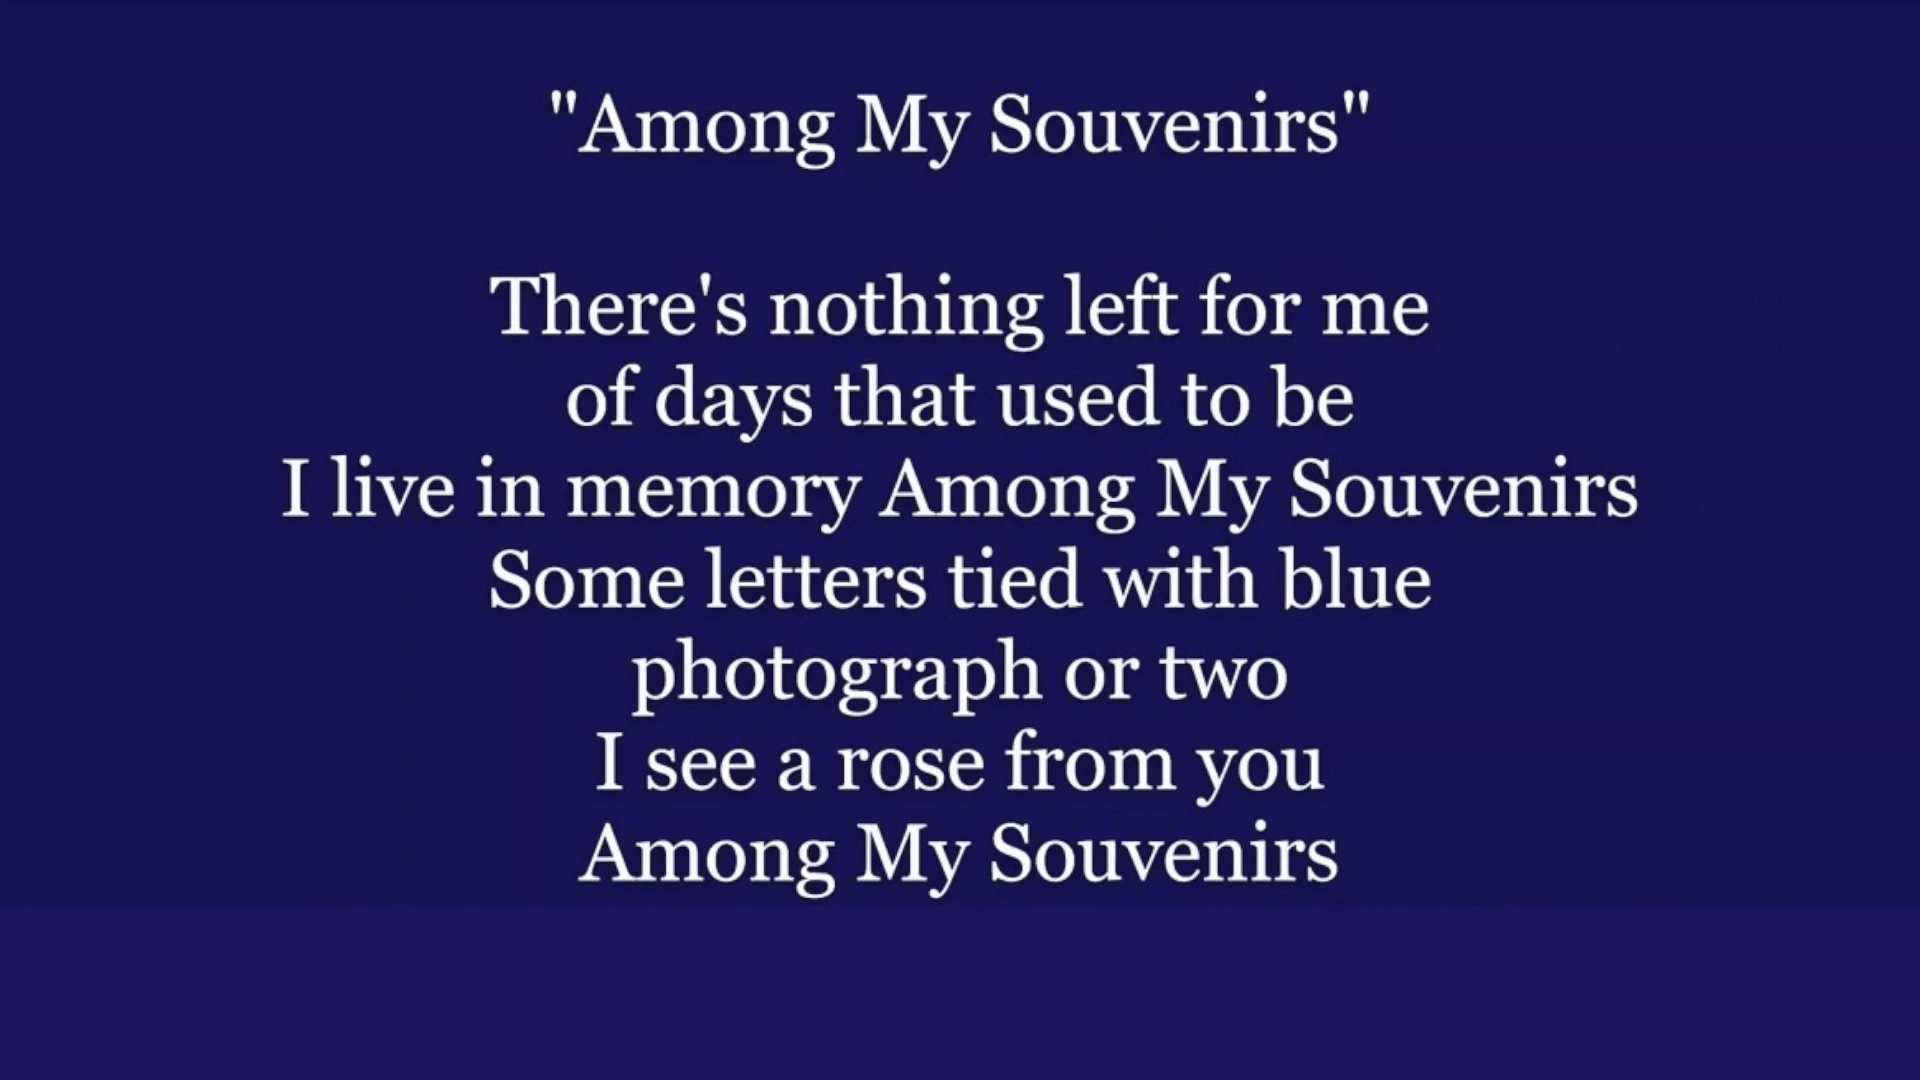 "Among My Souvenirs"
There's nothing left for me
of days that used to be
I live in memory Among My Souvenirs
Some letters tied with blue
photograph or two
I see a rose from you
Among My Souvenirs